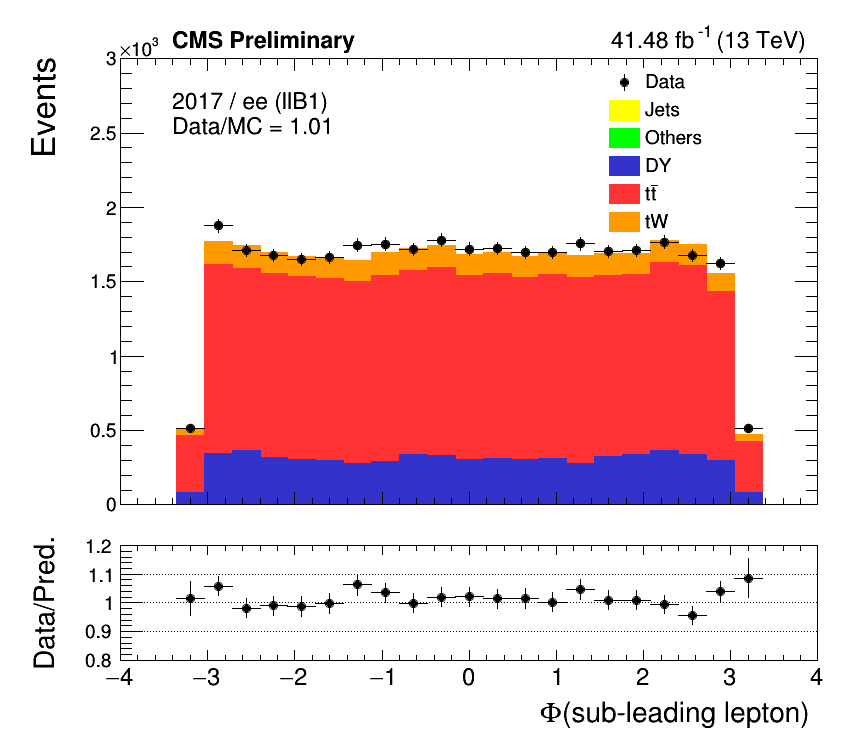 ×10³ CMS Preliminary 41.48 fb⁻¹ (13 TeV)
Events
3
2.5
2
1.5
1
0.5
0
2017 / ee (llB1)
Data/MC = 1.01
Data
Jets
Others
DY
tt̄
tW
Data/Pred.
1.2
1.1
1
0.9
0.8
−4 −3 −2 −1 0 1 2 3 4
Φ(sub-leading lepton)